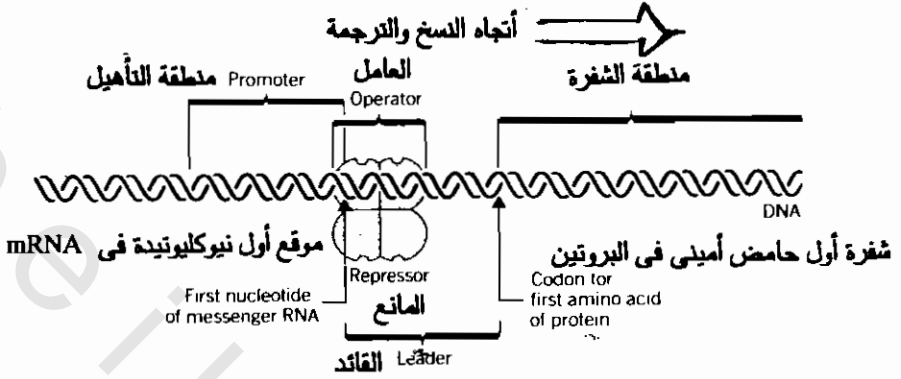 أتجاه النسخ والترجمة
منطقة التأهيل Promoter
العامل
Operator
منطقة الشفرة
DNA
موقع أول نيوكليوتيدة فى mRNA
شفرة أول حامض أمينى فى البروتين
Repressor
المانع
First nucleotide
of messenger RNA
Codon for
first amino acid
of protein
القائد Leader